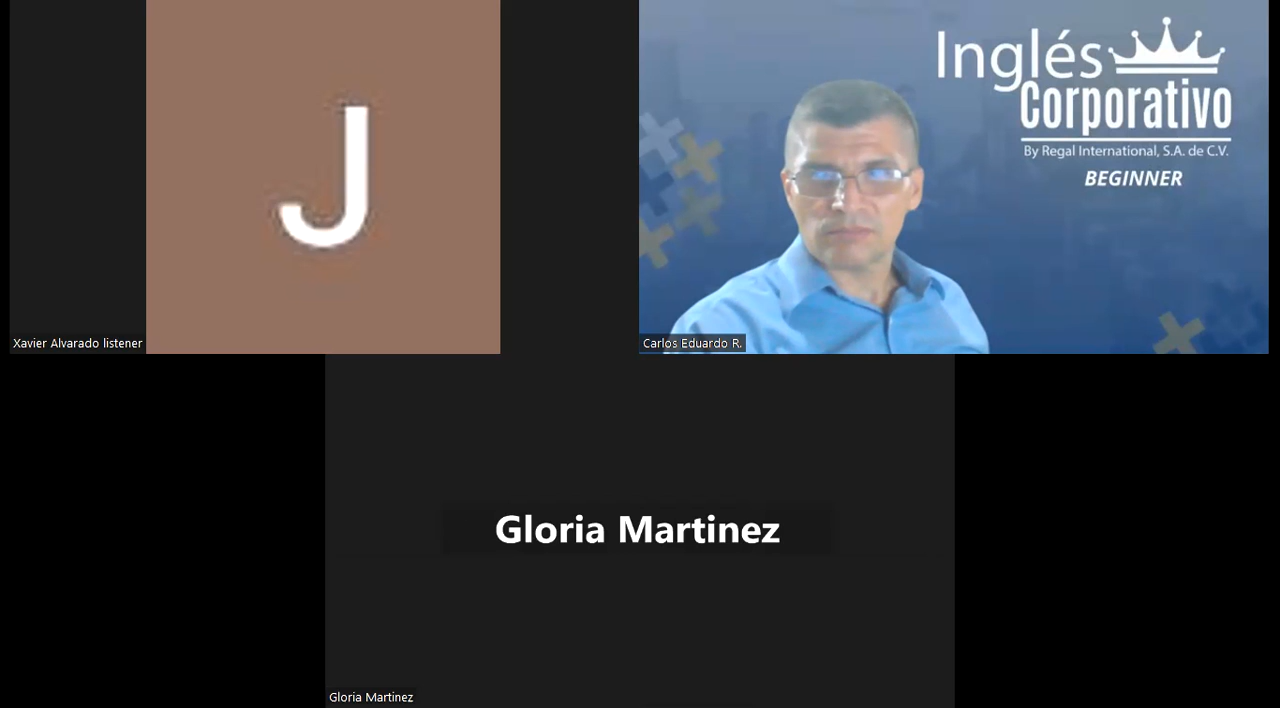 J
Xavier Alvarado listener
Inglés
Corporativo
By Regal International, S.A. de C.V.
BEGINNER
Carlos Eduardo R.
Gloria Martinez
Gloria Martinez